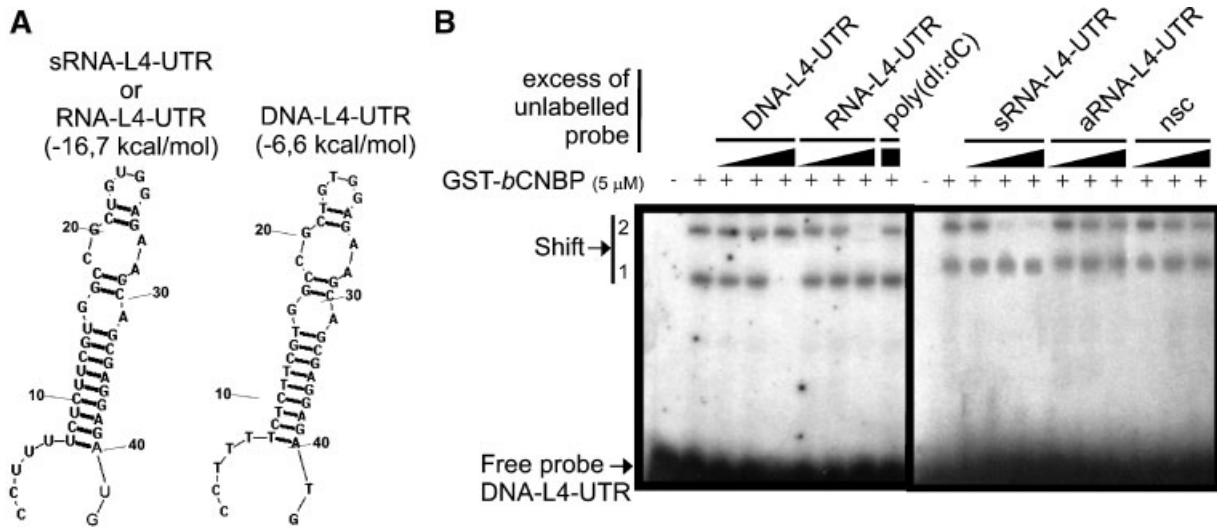 A
sRNA-L4-UTR
or
RNA-L4-UTR
(-16,7 kcal/mol)
DNA-L4-UTR
(-6,6 kcal/mol)
20
30
10
40
20
30
10
40
B
excess of
unlabelled
probe
DNA-L4-UTR
RNA-L4-UTR
poly(dI:dC)
sRNA-L4-UTR
aRNA-L4-UTR
nsc
GST-bCNBP (5 µM)
- + + + + + + + + - + + + + + + + + + +
Shift
2
1
Free probe
DNA-L4-UTR